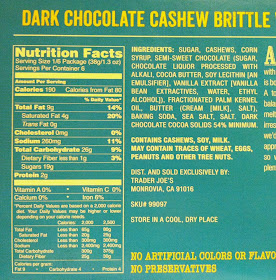 DARK CHOCOLATE CASHEW BRITTLE
Nutrition Facts
Serving Size 1/6 Package (36g/1.3 oz)
Servings Per Container 6
Amount Per Serving
Calories 190 Calories from Fat 80
% Daily Value*
Total Fat 9g 14%
Saturated Fat 4g 20%
Trans Fat 0g
Cholesterol 0mg 0%
Sodium 260mg 11%
Total Carbohydrate 26g 9%
Dietary Fiber less than 1g 3%
Sugars 19g
Protein 2g
Vitamin A 0% • Vitamin C 0%
Calcium 0% • Iron 6%
*Percent Daily Values are based on a 2,000 calorie
diet. Your Daily Values may be higher or lower
depending on your calorie needs.
Calories: 2,000 2,500
Total Fat Less than 65g 80g
Saturated Fat Less than 20g 25g
Cholesterol Less than 300mg 300mg
Sodium Less than 2,400mg 2,400mg
Total Carbohydrate 300g 375g
Dietary Fiber 25g 30g
Calories per gram:
Fat 9 • Carbohydrate 4 • Protein 4
INGREDIENTS: SUGAR, CASHEWS, CORN
SYRUP, SEMI-SWEET CHOCOLATE (SUGAR,
CHOCOLATE LIQUOR PROCESSED WITH
ALKALI, COCOA BUTTER, SOY LECITHIN [AN
EMULSIFIER], VANILLA EXTRACT [VANILLA
BEAN EXTRACTIVES, WATER, ETHYL
ALCOHOL]), FRACTIONATED PALM KERNEL
OIL, BUTTER (CREAM [MILK], SALT),
BAKING SODA, SEA SALT, SALT. DARK
CHOCOLATE COCOA SOLIDS 54% MINIMUM.
CONTAINS CASHEWS, SOY, MILK.
MAY CONTAIN TRACES OF WHEAT, EGGS,
PEANUTS AND OTHER TREE NUTS.
DIST. AND SOLD EXCLUSIVELY BY:
TRADER JOE'S
MONROVIA, CA 91016
SKU# 99097
STORE IN A COOL, DRY PLACE
NO ARTIFICIAL COLORS OR FLAVO
NO PRESERVATIVES